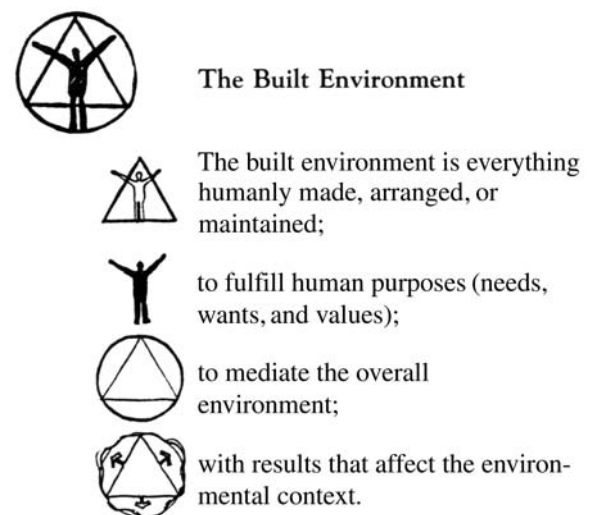 The Built Environment
The built environment is everything
humanly made, arranged, or
maintained;
to fulfill human purposes (needs,
wants, and values);
to mediate the overall
environment;
with results that affect the environ-
mental context.